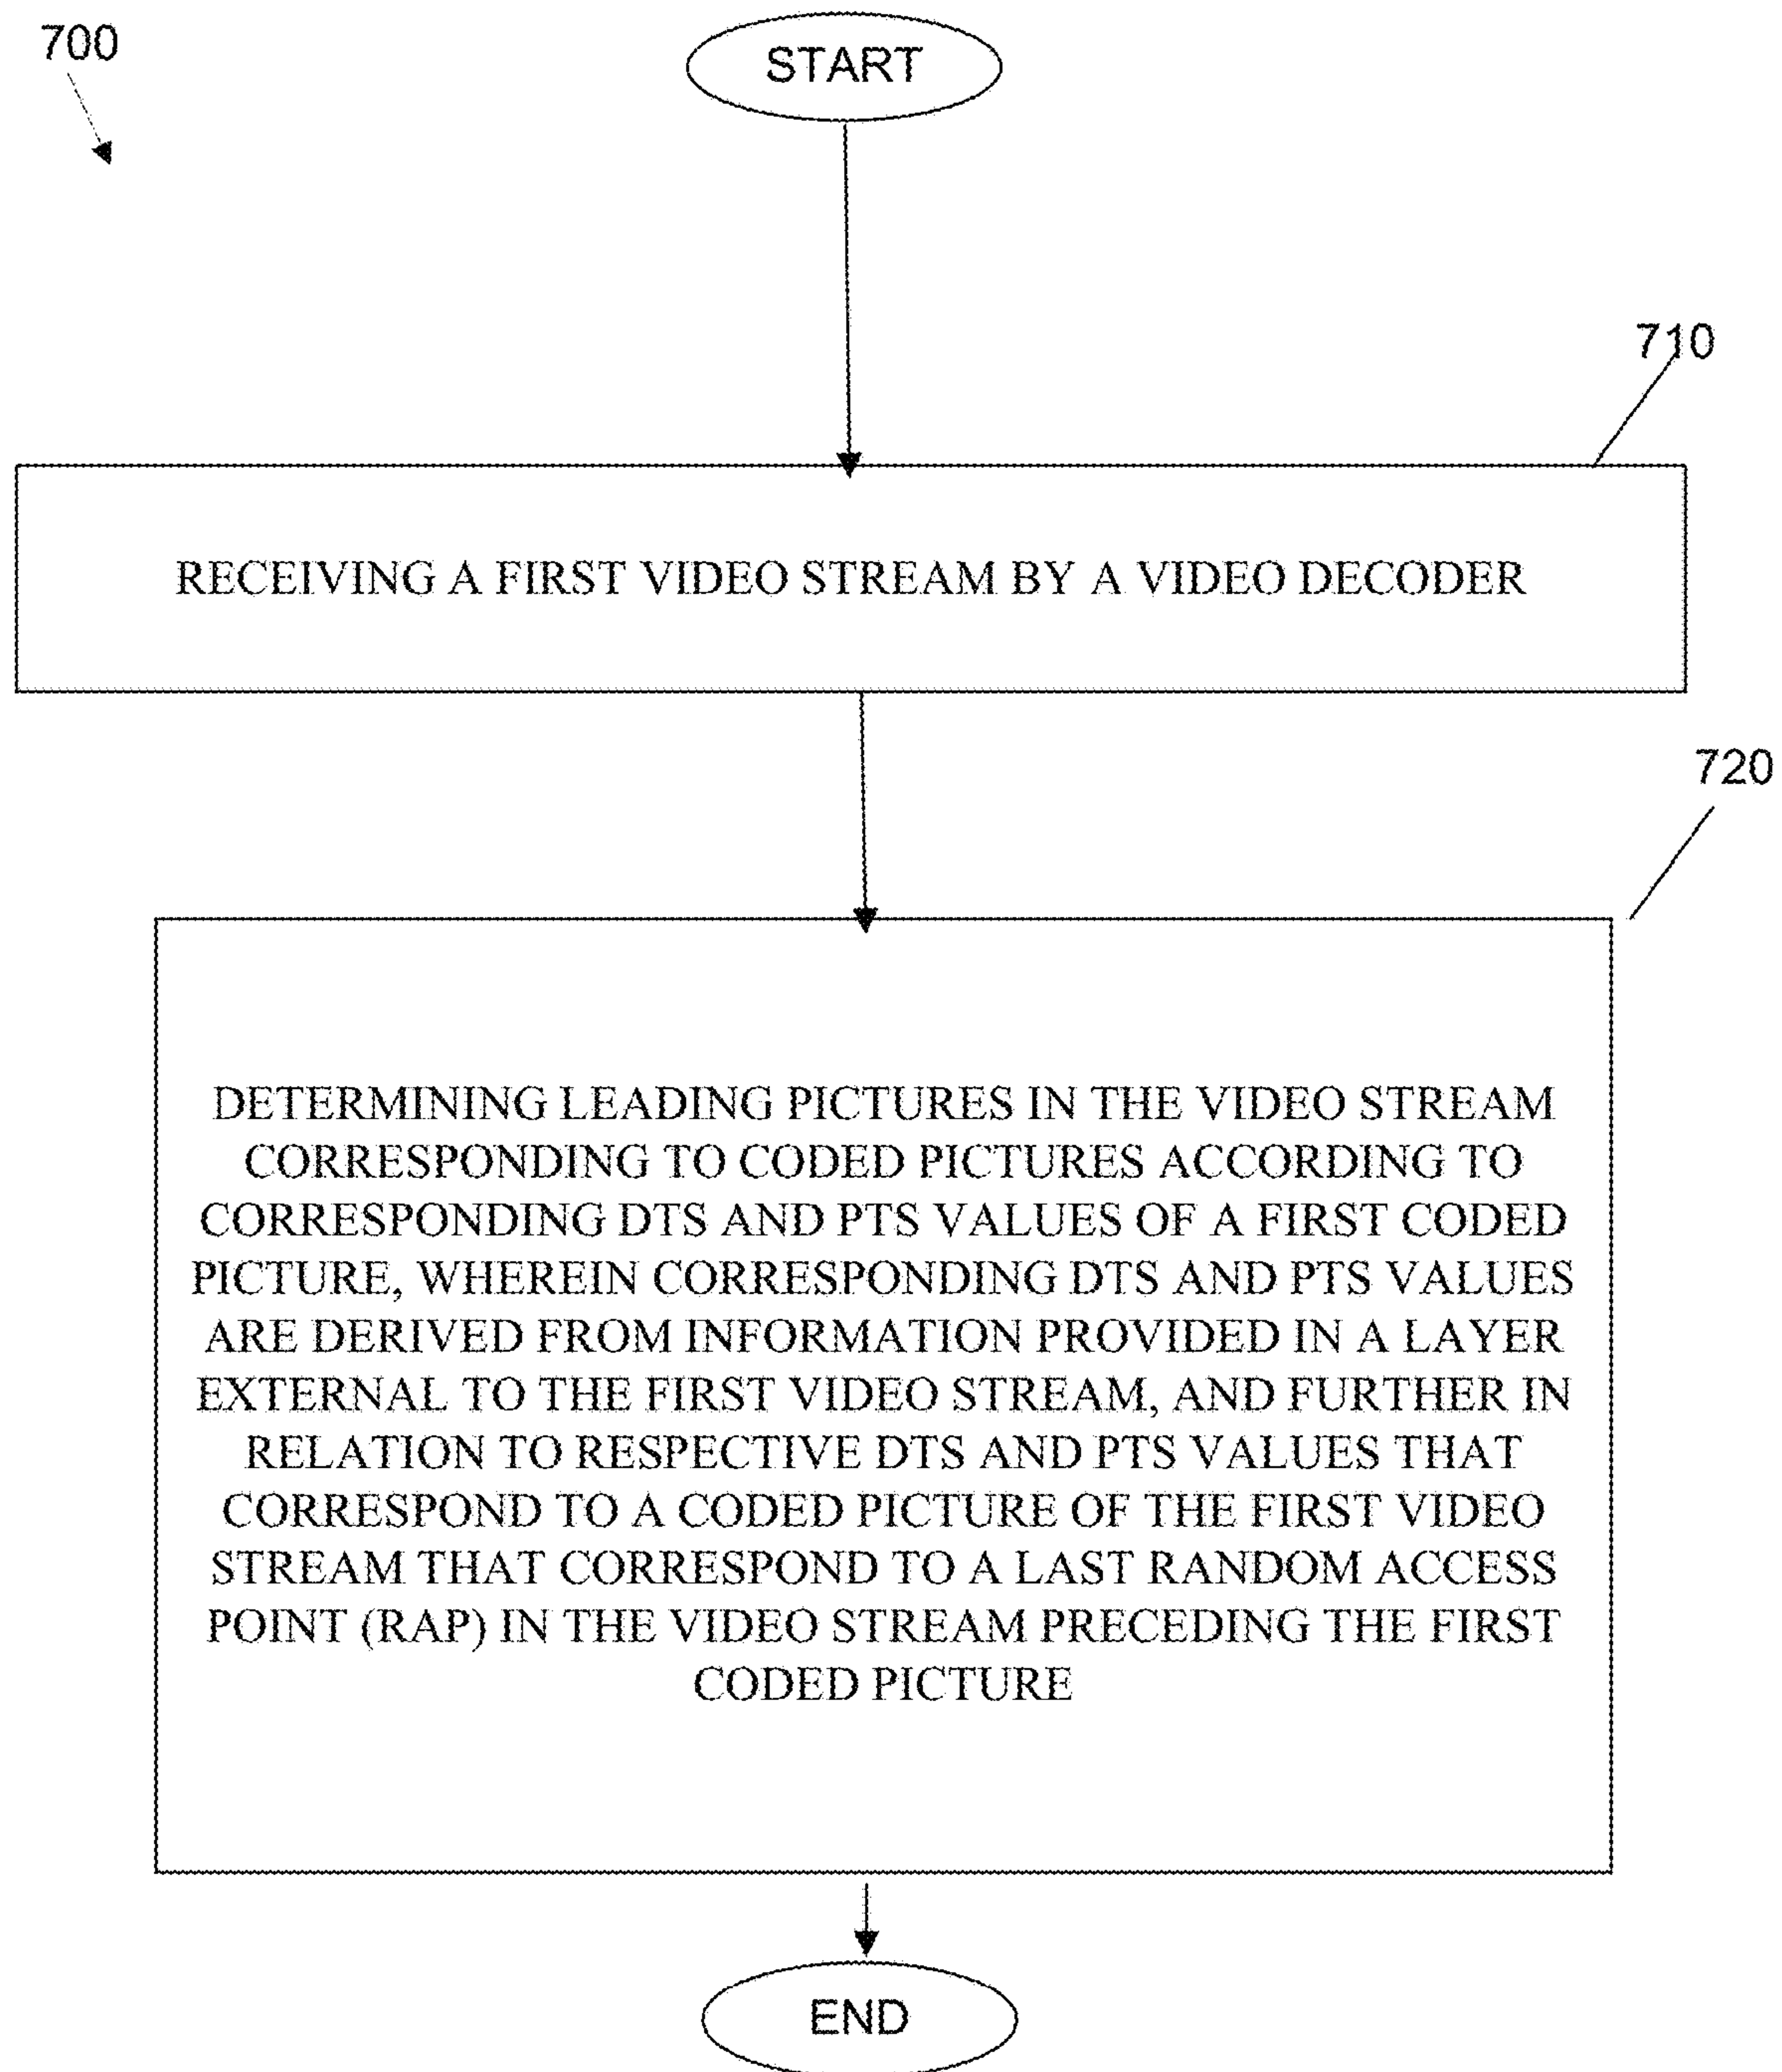 700
START
710
RECEIVING A FIRST VIDEO STREAM BY A VIDEO DECODER
720
DETERMINING LEADING PICTURES IN THE VIDEO STREAM
CORRESPONDING TO CODED PICTURES ACCORDING TO
CORRESPONDING DTS AND PTS VALUES OF A FIRST CODED
PICTURE, WHEREIN CORRESPONDING DTS AND PTS VALUES
ARE DERIVED FROM INFORMATION PROVIDED IN A LAYER
EXTERNAL TO THE FIRST VIDEO STREAM, AND FURTHER IN
RELATION TO RESPECTIVE DTS AND PTS VALUES THAT
CORRESPOND TO A CODED PICTURE OF THE FIRST VIDEO
STREAM THAT CORRESPOND TO A LAST RANDOM ACCESS
POINT (RAP) IN THE VIDEO STREAM PRECEDING THE FIRST
CODED PICTURE
END